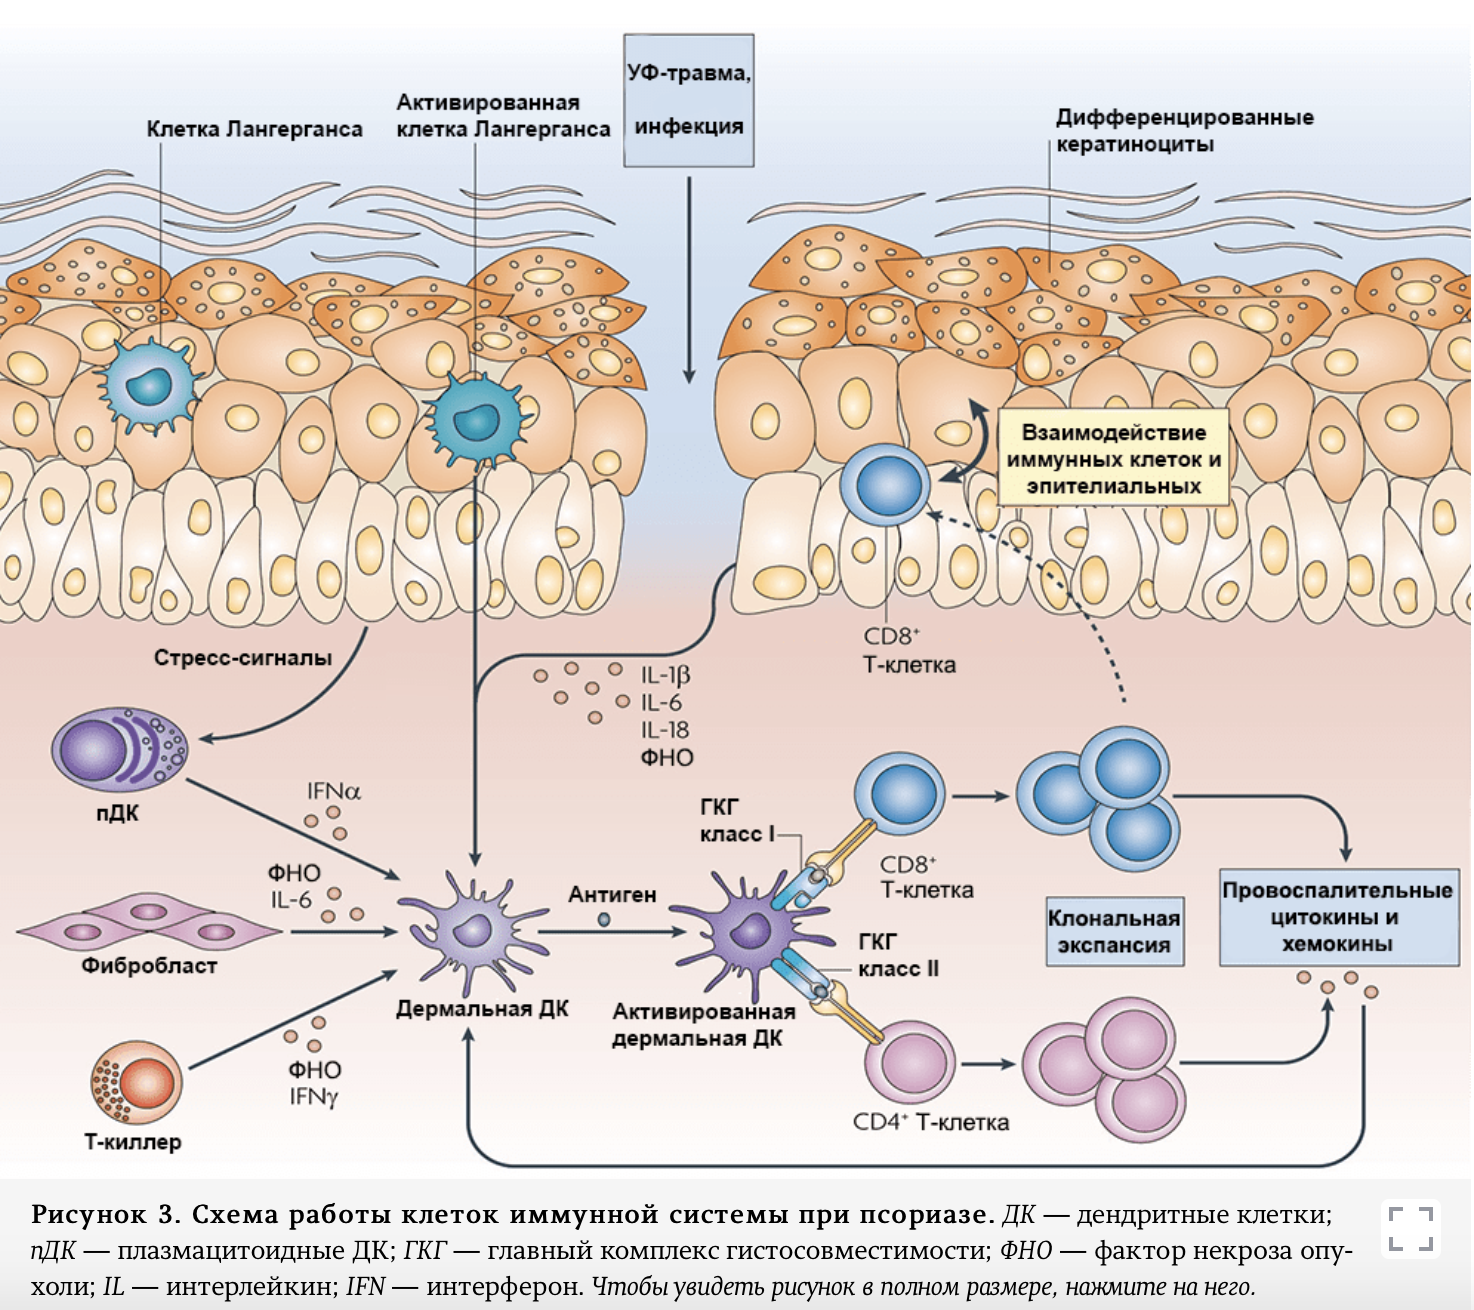 УФ-травма,
инфекция
Активированная
клетка Лангерганса
Клетка Лангерганса
Дифференцированные
кератиноциты
Взаимодействие
иммунных клеток и
эпителиальных
CD8⁺
Т-клетка
Стресс-сигналы
IL-1β
IL-6
IL-18
ФНО
пДК
IFNα
ГКГ
класс I
CD8⁺
Т-клетка
ФНО
IL-6
Антиген
Фибробласт
Дермальная ДК
Активированная
дермальная ДК
ГКГ
класс II
Клональная
экспансия
Провоспалительные
цитокины и
хемокины
ФНО
IFNγ
Т-киллер
CD4⁺ Т-клетка
Рисунок 3. Схема работы клеток иммунной системы при псориазе. ДК — дендритные клетки;
пДК — плазмацитоидные ДК; ГКГ — главный комплекс гистосовместимости; ФНО — фактор некроза опу-
холи; IL — интерлейкин; IFN — интерферон. Чтобы увидеть рисунок в полном размере, нажмите на него.